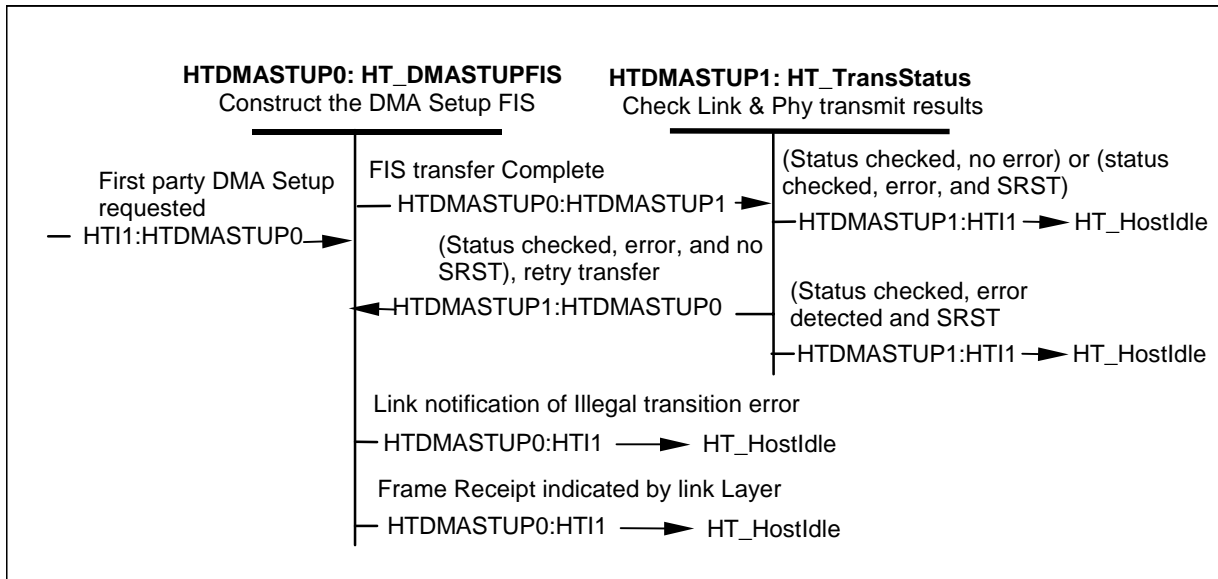 HTDMASTUP0: HT_DMASTUPFIS
Construct the DMA Setup FIS
HTDMASTUP1: HT_TransStatus
Check Link & Phy transmit results
First party DMA Setup
requested
HTI1:HTDMASTUP0
FIS transfer Complete
HTDMASTUP0:HTDMASTUP1
(Status checked, error, and no
SRST), retry transfer
HTDMASTUP1:HTDMASTUP0
Link notification of Illegal transition error
HTDMASTUP0:HTI1
HT_HostIdle
Frame Receipt indicated by link Layer
HTDMASTUP0:HTI1
HT_HostIdle
(Status checked, no error) or (status
checked, error, and SRST)
HTDMASTUP1:HTI1
HT_HostIdle
(Status checked, error
detected and SRST
HTDMASTUP1:HTI1
HT_HostIdle